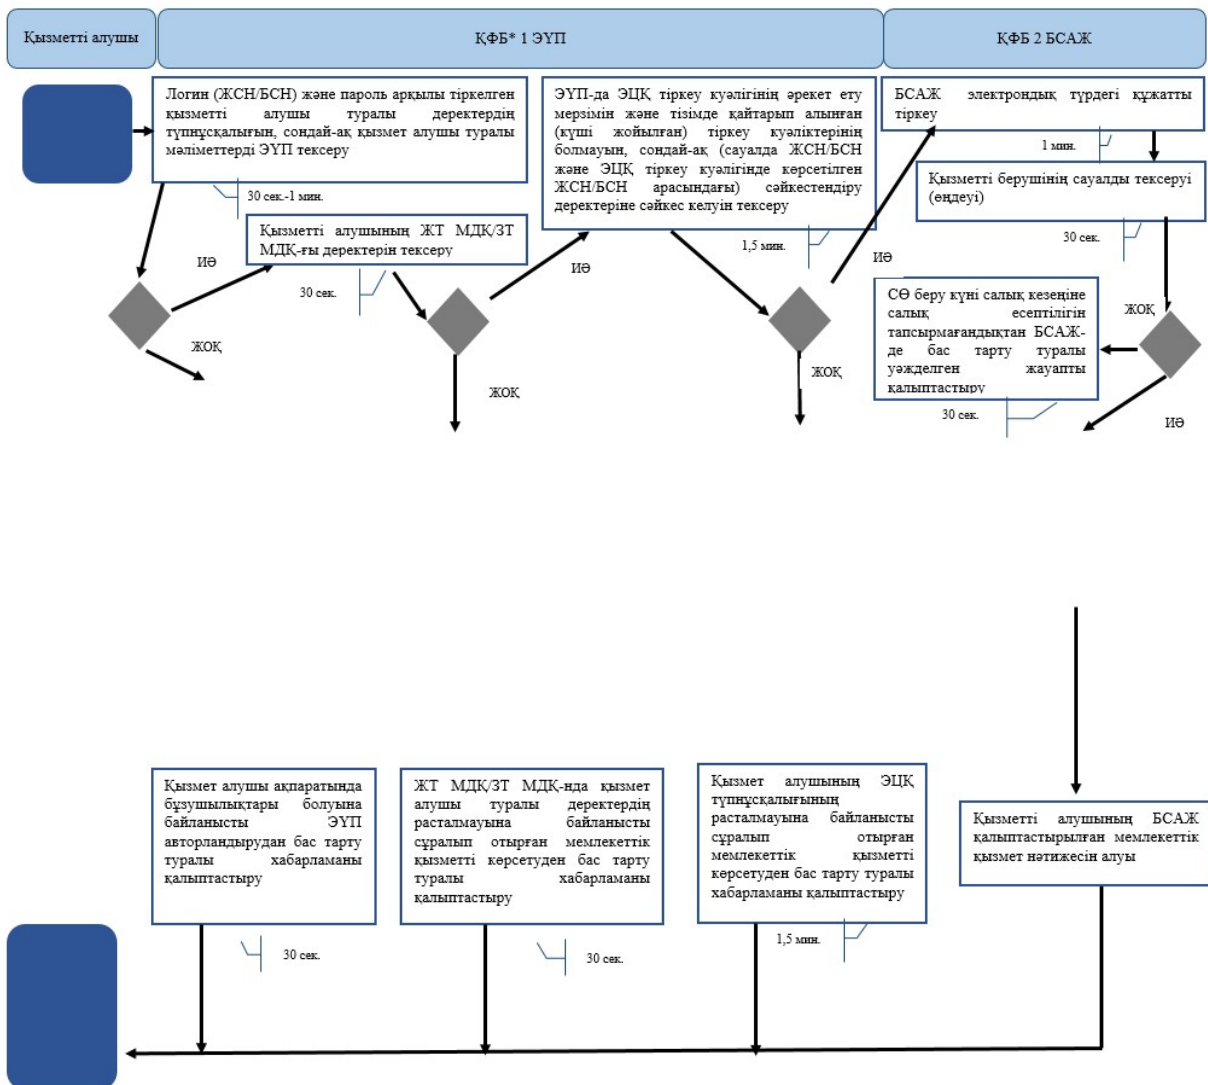 Қызметті алушы
ҚФБ* 1 ЭҮП
ҚФБ 2 БСАЖ
Логин (ЖСН/БСН) және пароль арқылы тіркелген
қызметті алушы туралы деректердің
түпнұсқалығын, сондай-ақ қызмет алушы туралы
мәліметтерді ЭҮП тексеру
30 сек.-1 мин.
Қызметті алушының ЖТ МДҚ/ЗТ
МДҚ-ғы деректерін тексеру
30 сек.
ИӘ
ЖОҚ
ЭҮП-да ЭЦҚ тіркеу куәлігінің әрекет ету
мерзімін және тізімде қайтарып алынған
(күші жойылған) тіркеу куәліктерінің
болмауын, сондай-ақ (сауалда ЖСН/БСН
және ЭЦҚ тіркеу куәлігінде көрсетілген
ЖСН/БСН арасындағы) сәйкестендіру
деректеріне сәйкес келуін тексеру
1,5 мин.
ИӘ
ЖОҚ
БСАЖ электрондық түрдегі құжатты
тіркеу
1 мин.
Қызметті берушінің сауалды тексеруі
(өңдеуі)
30 сек.
ИӘ
ЖОҚ
СӨ беру күні салық кезеңіне
салық есептілігін
тапсырмағандықтан БСАЖ-
де бас тарту туралы
уәжделген жауапты
қалыптастыру
30 сек.
ЖОҚ
ИӘ
Қызмет алушы ақпаратында
бұзушылықтары болуына
байланысты ЭҮП
авторландырудан бас тарту
туралы хабарламаны
қалыптастыру
30 сек.
ЖТ МДҚ/ЗТ МДҚ-нда қызмет
алушы туралы деректердің
расталмауына байланысты
сұралып отырған мемлекеттік
қызметті көрсетуден бас тарту
туралы хабарламаны
қалыптастыру
30 сек.
Қызмет алушының ЭЦҚ
түпнұсқалығының
расталмауына байланысты
сұралып отырған
мемлекеттік қызметті
көрсетуден бас тарту туралы
хабарламаны қалыптастыру
1,5 мин.
Қызметті алушының БСАЖ
қалыптастырылған мемлекеттік
қызмет нәтижесін алуы